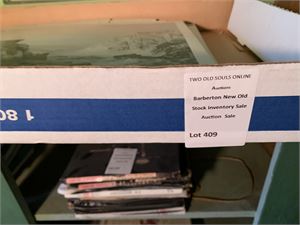 TWO OLD SOULS ONLINE
Auctions
Barberton New Old
Stock Inventory Sale
Auction Sale
Lot 409
1 80